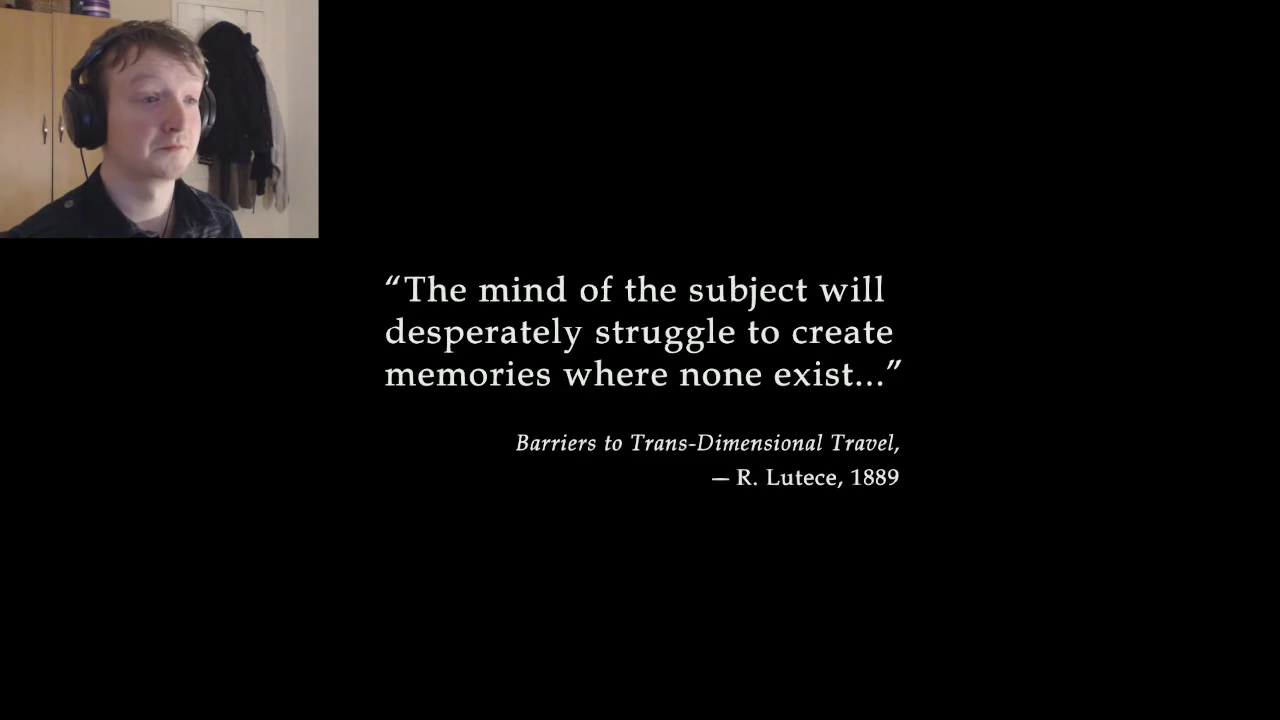 “The mind of the subject will
desperately struggle to create
memories where none exist...”
Barriers to Trans-Dimensional Travel,
— R. Lutece, 1889